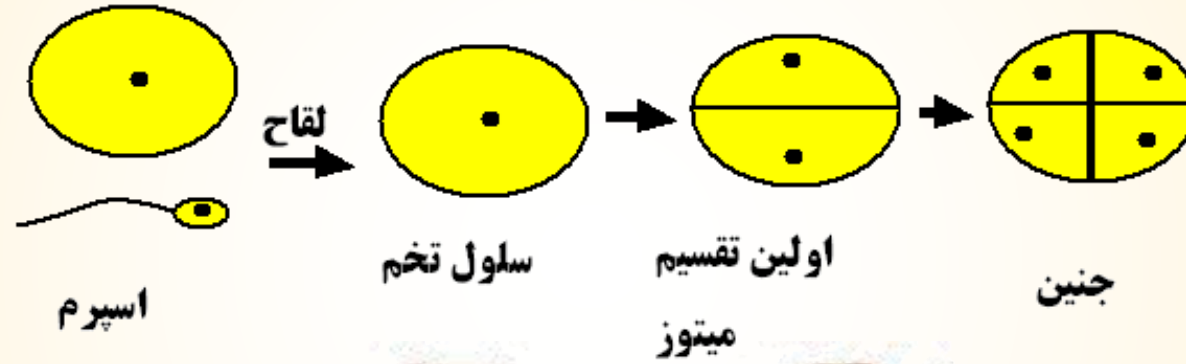 لقاح
اسپرم
سلول تخم
اولین تقسیم
میتوز
جنین